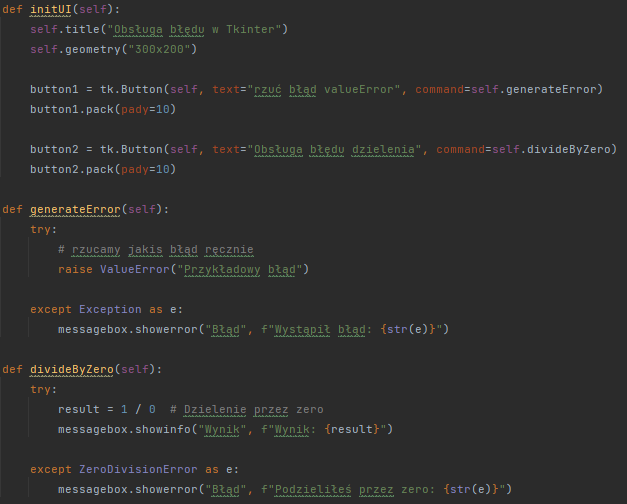 def initUI(self):
    self.title("Obsługa błędu w Tkinter")
    self.geometry("300x200")
    button1 = tk.Button(self, text="rzuć błąd valueError", command=self.generateError)
    button1.pack(pady=10)
    button2 = tk.Button(self, text="Obsługa błędu dzielenia", command=self.divideByZero)
    button2.pack(pady=10)
def generateError(self):
    try:
        # rzucamy jakis błąd ręcznie
        raise ValueError("Przykładowy błąd")
    except Exception as e:
        messagebox.showerror("Błąd", f"Wystąpił błąd: {str(e)}")
def divideByZero(self):
    try:
        result = 1 / 0  # Dzielenie przez zero
        messagebox.showinfo("Wynik", f"Wynik: {result}")
    except ZeroDivisionError as e:
        messagebox.showerror("Błąd", f"Podzieliłeś przez zero: {str(e)}")